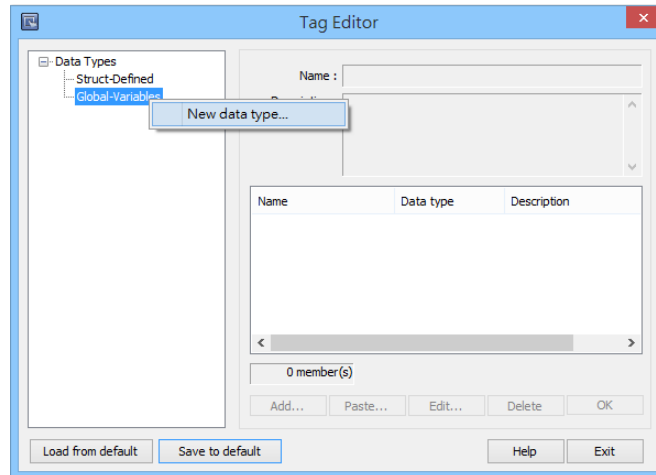 Tag Editor
Data Types
Struct-Defined
Global-Variables
New data type...
Name :
Name Data type Description
0 member(s)
Add... Paste... Edit... Delete OK
Load from default Save to default Help Exit